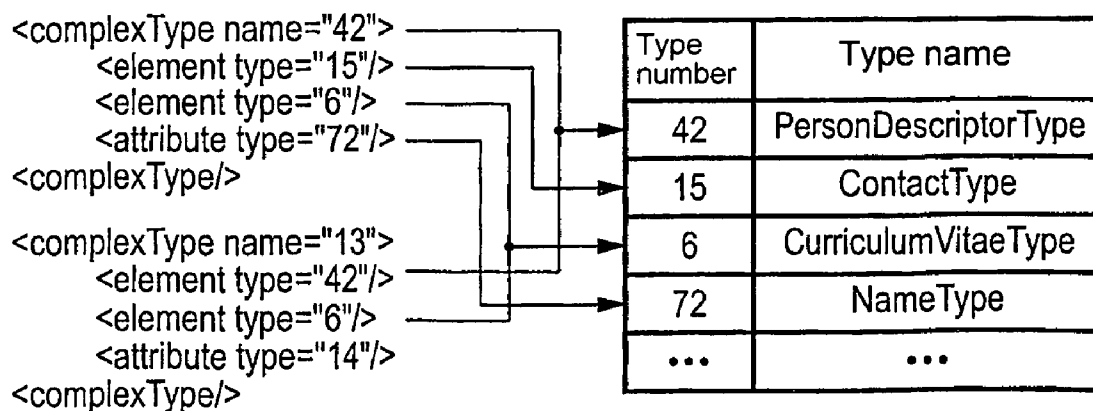 <complexType name="42">
<element type="15"/>
<element type="6"/>
<attribute type="72"/>
<complexType/>
<complexType name="13">
<element type="42"/>
<element type="6"/>
<attribute type="14"/>
<complexType/>
Type number Type name
42 PersonDescriptorType
15 ContactType
6 CurriculumVitaeType
72 NameType
••• •••